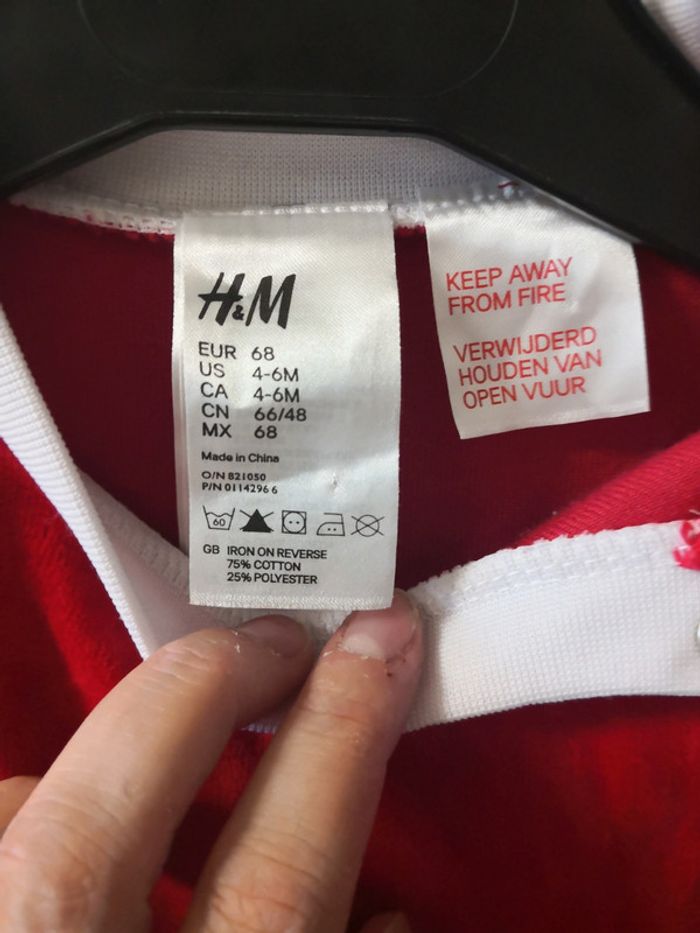 H&M
EUR 68
US 4-6M
CA 4-6M
CN 66/48
MX 68
Made in China
O/N 821050
P/N 0114296 6
60
GB IRON ON REVERSE
75% COTTON
25% POLYESTER
KEEP AWAY
FROM FIRE
VERWIJDERD
HOUDEN VAN
OPEN VUUR